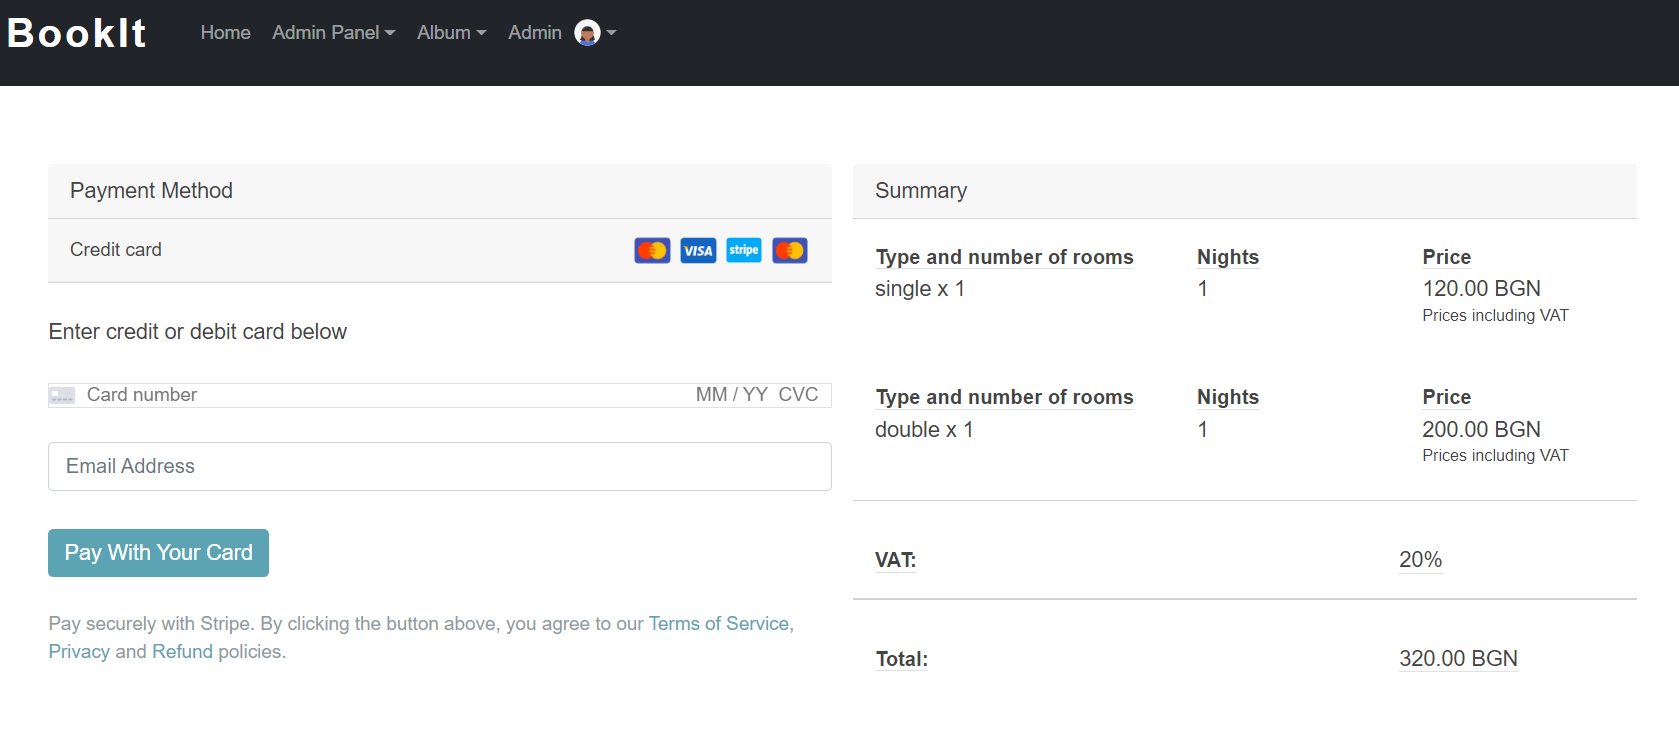 BookIt
Home Admin Panel Album Admin
Payment Method
Credit card
VISA stripe
Enter credit or debit card below
Card number MM / YY CVC
Email Address
Pay With Your Card
Pay securely with Stripe. By clicking the button above, you agree to our Terms of Service,
Privacy and Refund policies.
Summary
Type and number of rooms Nights Price
single x 1 1 120.00 BGN
Prices including VAT
Type and number of rooms Nights Price
double x 1 1 200.00 BGN
Prices including VAT
VAT: 20%
Total: 320.00 BGN